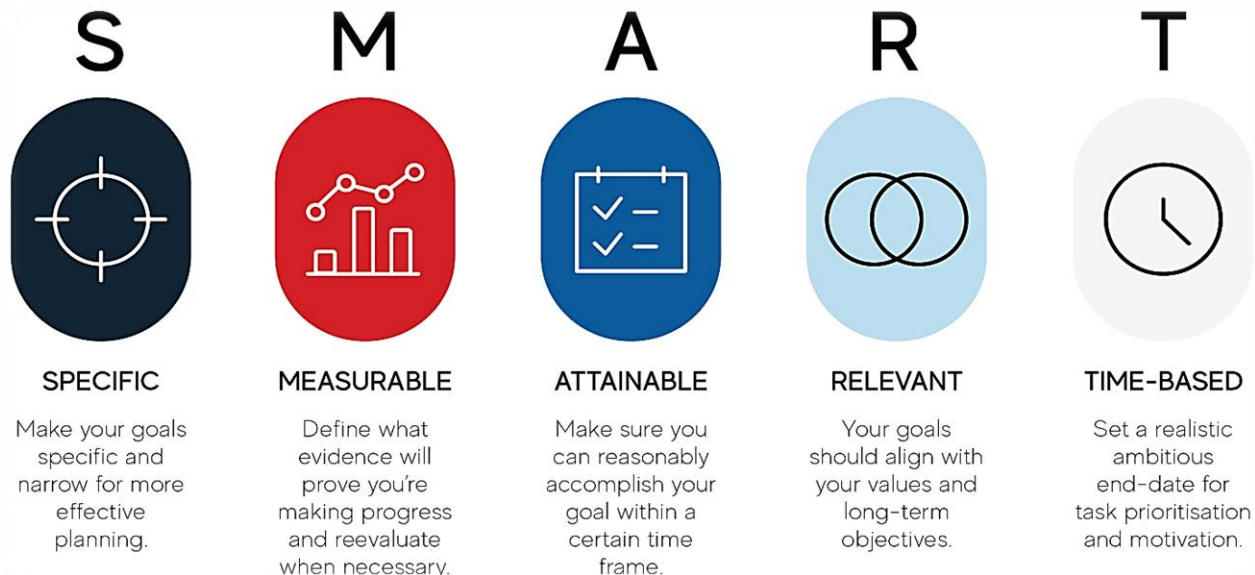 S
M
A
R
T
SPECIFIC
Make your goals
specific and
narrow for more
effective
planning.
MEASURABLE
Define what
evidence will
prove you're
making progress
and reevaluate
when necessary.
ATTAINABLE
Make sure you
can reasonably
accomplish your
goal within a
certain time
frame.
RELEVANT
Your goals
should align with
your values and
long-term
objectives.
TIME-BASED
Set a realistic
ambitious
end-date for
task prioritisation
and motivation.